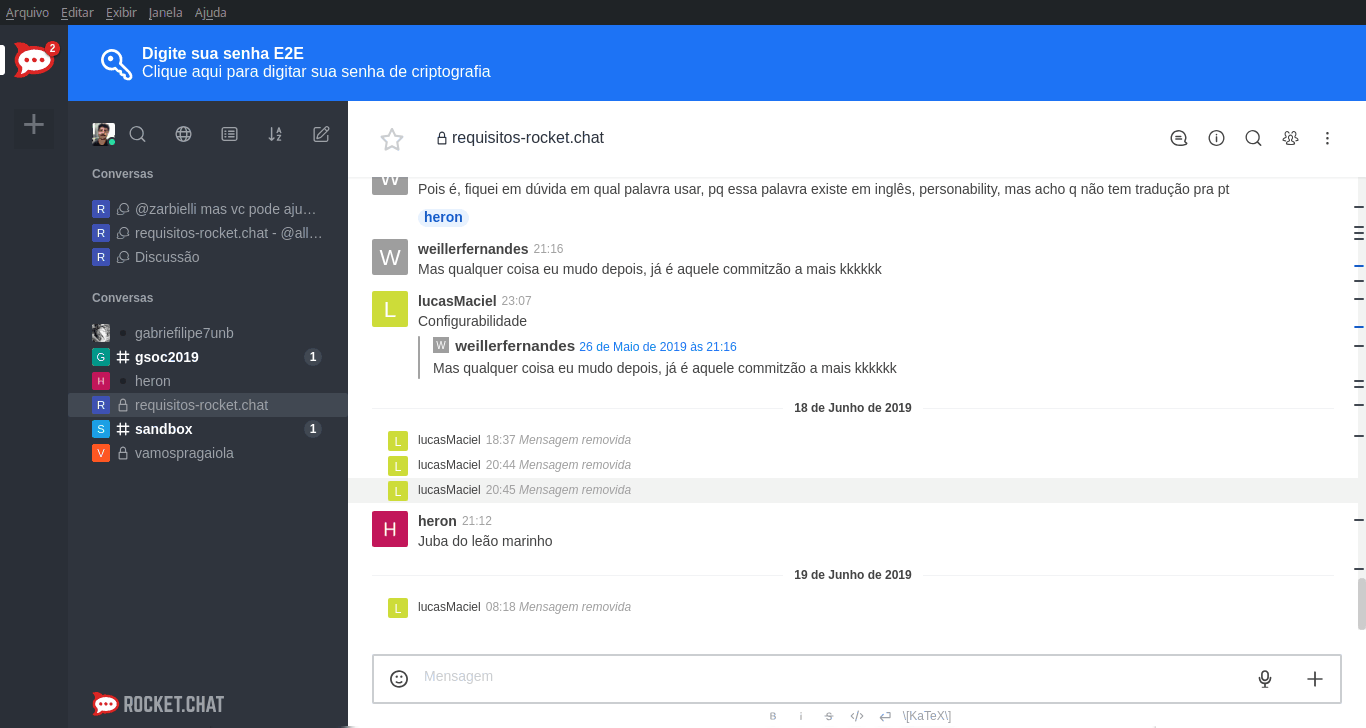 Arquivo Editar Exibir Janela Ajuda
2
Digite sua senha E2E
Clique aqui para digitar sua senha de criptografia
Conversas
R @zarbielli mas vc pode aju…
R requisitos-rocket.chat - @all…
R Discussão
Conversas
gabriefilipe7unb
G gsoc2019 1
H heron
R requisitos-rocket.chat
S sandbox 1
V vamospragaiola
ROCKET.CHAT
requisitos-rocket.chat
W
Pois é, fiquei em dúvida em qual palavra usar, pq essa palavra existe em inglês, personability, mas acho q não tem tradução pra pt
heron
W
weillerfernandes 21:16
Mas qualquer coisa eu mudo depois, já é aquele commitzão a mais kkkkkk
L
lucasMaciel 23:07
Configurabilidade
W weillerfernandes 26 de Maio de 2019 às 21:16
Mas qualquer coisa eu mudo depois, já é aquele commitzão a mais kkkkkk
18 de Junho de 2019
L lucasMaciel 18:37 Mensagem removida
L lucasMaciel 20:44 Mensagem removida
L lucasMaciel 20:45 Mensagem removida
H
heron 21:12
Juba do leão marinho
19 de Junho de 2019
L lucasMaciel 08:18 Mensagem removida
Mensagem
B i S </> \[KaTeX\]